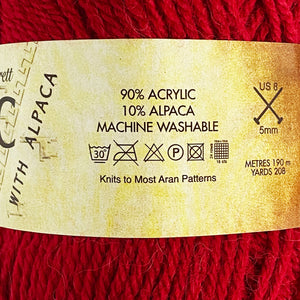 rett
WITH ALPACA
90% ACRYLIC
10% ALPACA
MACHINE WASHABLE
30
Knits to Most Aran Patterns
US 8
5mm
METRES 190 m
YARDS 208